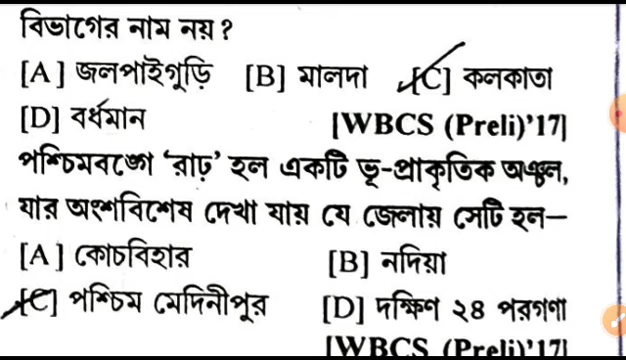 বিভাগের নাম নয় ?
[A] জলপাইগুড়ি [B] মালদা [C] কলকাতা
[D] বর্ধমান [WBCS (Preli)'17]
পশ্চিমবঙ্গে 'রাঢ়' হল একটি ভূ-প্রাকৃতিক অঞ্চল,
যার অংশবিশেষ দেখা যায় যে জেলায় সেটি হল—
[A] কোচবিহার [B] নদিয়া
[C] পশ্চিম মেদিনীপুর [D] দক্ষিণ ২৪ পরগণা
[WBCS (Preli)'17]